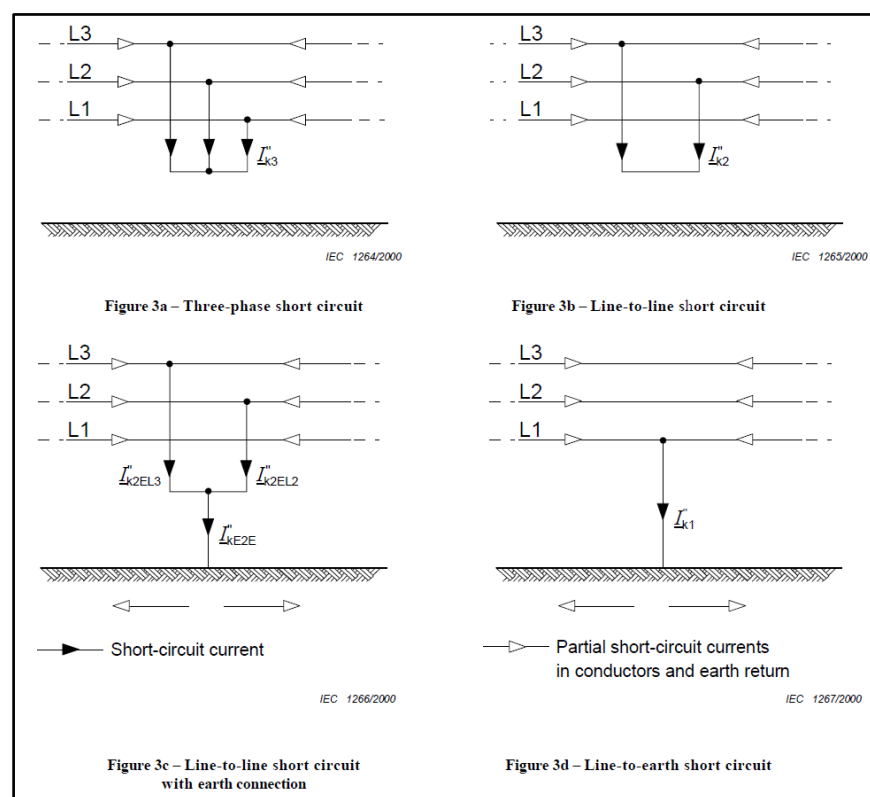 L3
L2
L1
I"k3
IEC 1264/2000
Figure 3a – Three-phase short circuit
L3
L2
L1
I"k2
IEC 1265/2000
Figure 3b – Line-to-line short circuit
L3
L2
L1
I"k2EL3
I"k2EL2
I"kE2E
Short-circuit current
IEC 1266/2000
Figure 3c – Line-to-line short circuit
with earth connection
L3
L2
L1
I"k1
Partial short-circuit currents
in conductors and earth return
IEC 1267/2000
Figure 3d – Line-to-earth short circuit